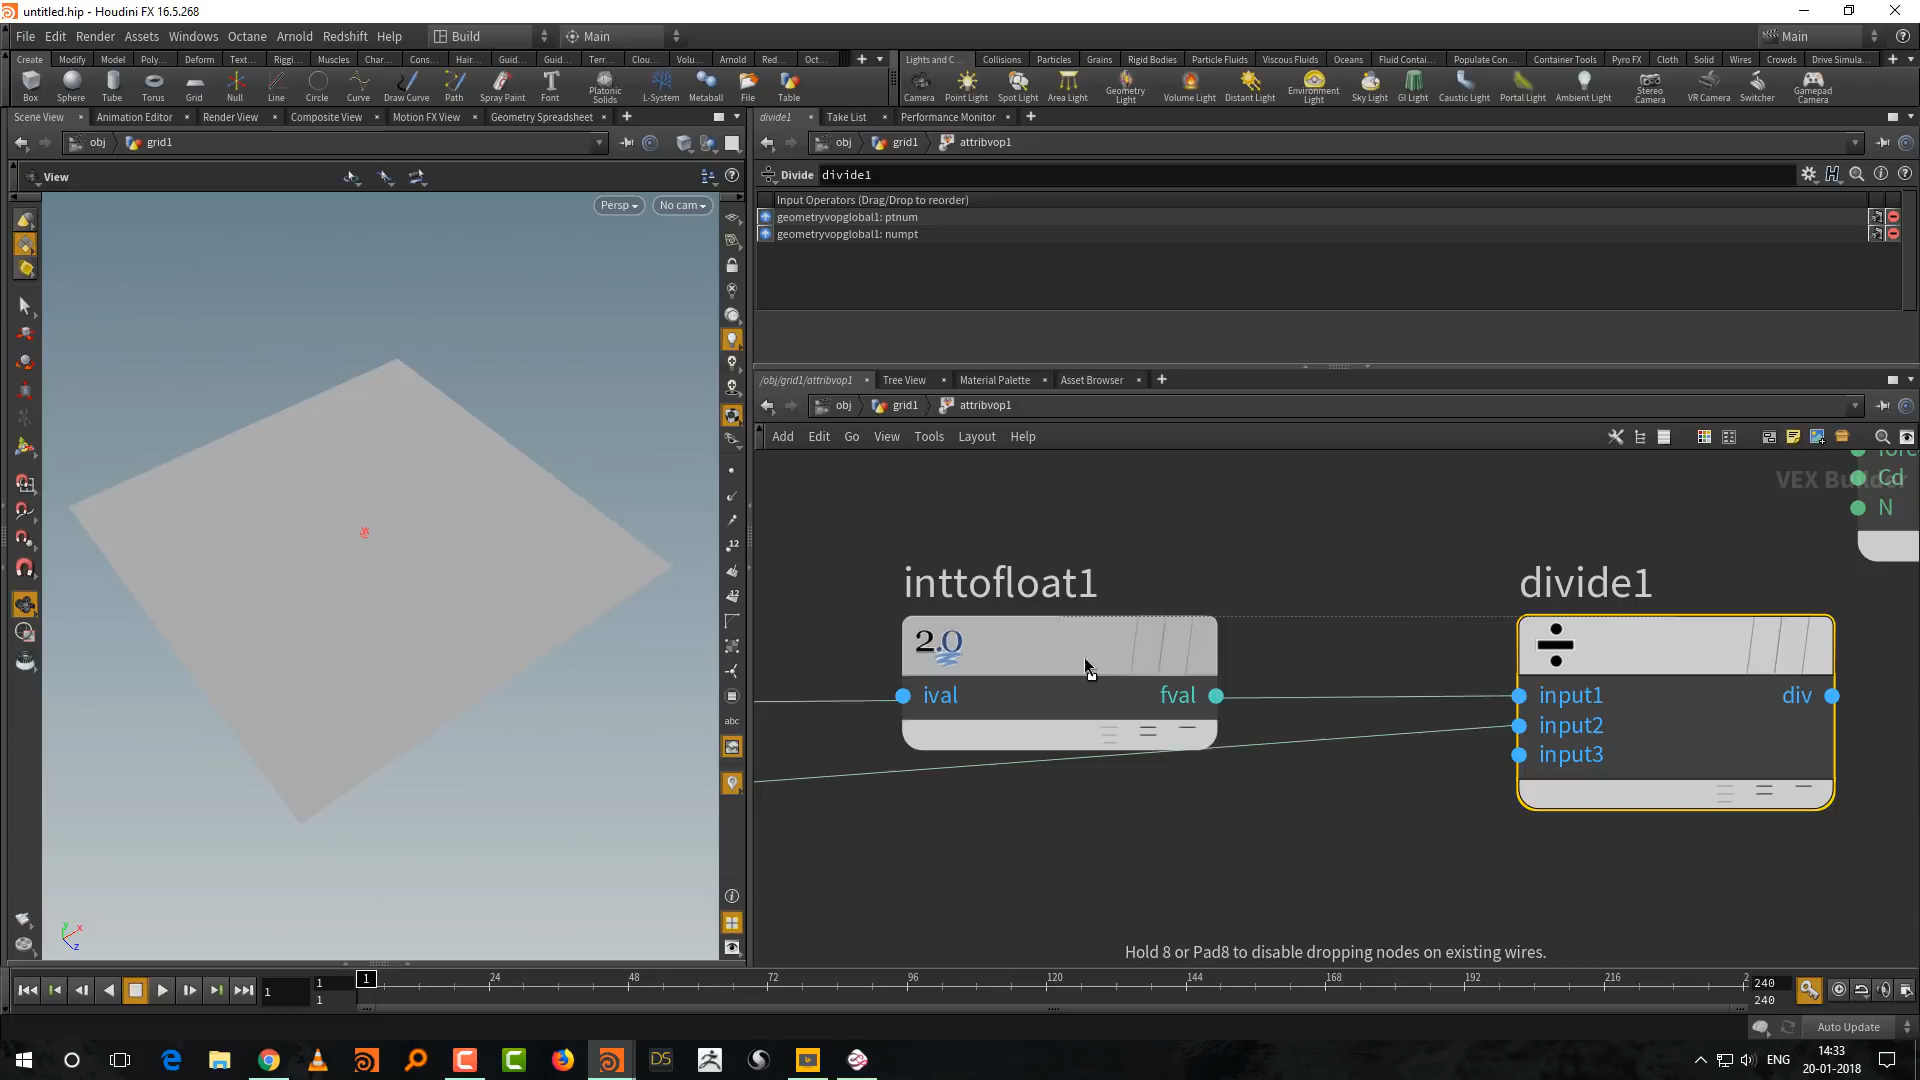 untitled.hip - Houdini FX 16.5.268
File Edit Render Assets Windows Octane Arnold Redshift Help Build Main Main
Create Modify Model Poly... Deform Text... Riggi... Muscles Char... Cons... Hair... Guid... Guid... Terr... Clou... Volu... Arnold Red... Oct...
Lights and C... Collisions Particles Grains Rigid Bodies Particle Fluids Viscous Fluids Oceans Fluid Contai... Populate Con... Container Tools Pyro FX Cloth Solid Wires Crowds Drive Simula...
Box Sphere Tube Torus Grid Null Line Circle Curve Draw Curve Path Spray Paint Font Platonic Solids L-System Metaball File Table
Camera Point Light Spot Light Area Light Geometry Light Volume Light Distant Light Environment Light Sky Light GI Light Caustic Light Portal Light Ambient Light Stereo Camera VR Camera Switcher Gamepad Camera
Scene View Animation Editor Render View Composite View Motion FX View Geometry Spreadsheet
divide1 Take List Performance Monitor
obj grid1
obj grid1 attribvop1
View
Divide divide1
Persp No cam
Input Operators (Drag/Drop to reorder)
geometryvopglobal1: ptnum
geometryvopglobal1: numpt
/obj/grid1/attribvop1 Tree View Material Palette Asset Browser
obj grid1 attribvop1
Add Edit Go View Tools Layout Help
Cd
N
inttofloat1
2.0
ival fval
divide1
input1 div
input2
input3
12
12
abc
y x
z
Hold 8 or Pad8 to disable dropping nodes on existing wires.
1 1 1
1 24 48 72 96 120 144 168 192 216 2
240
240
Auto Update
DS
ENG
14:33
20-01-2018